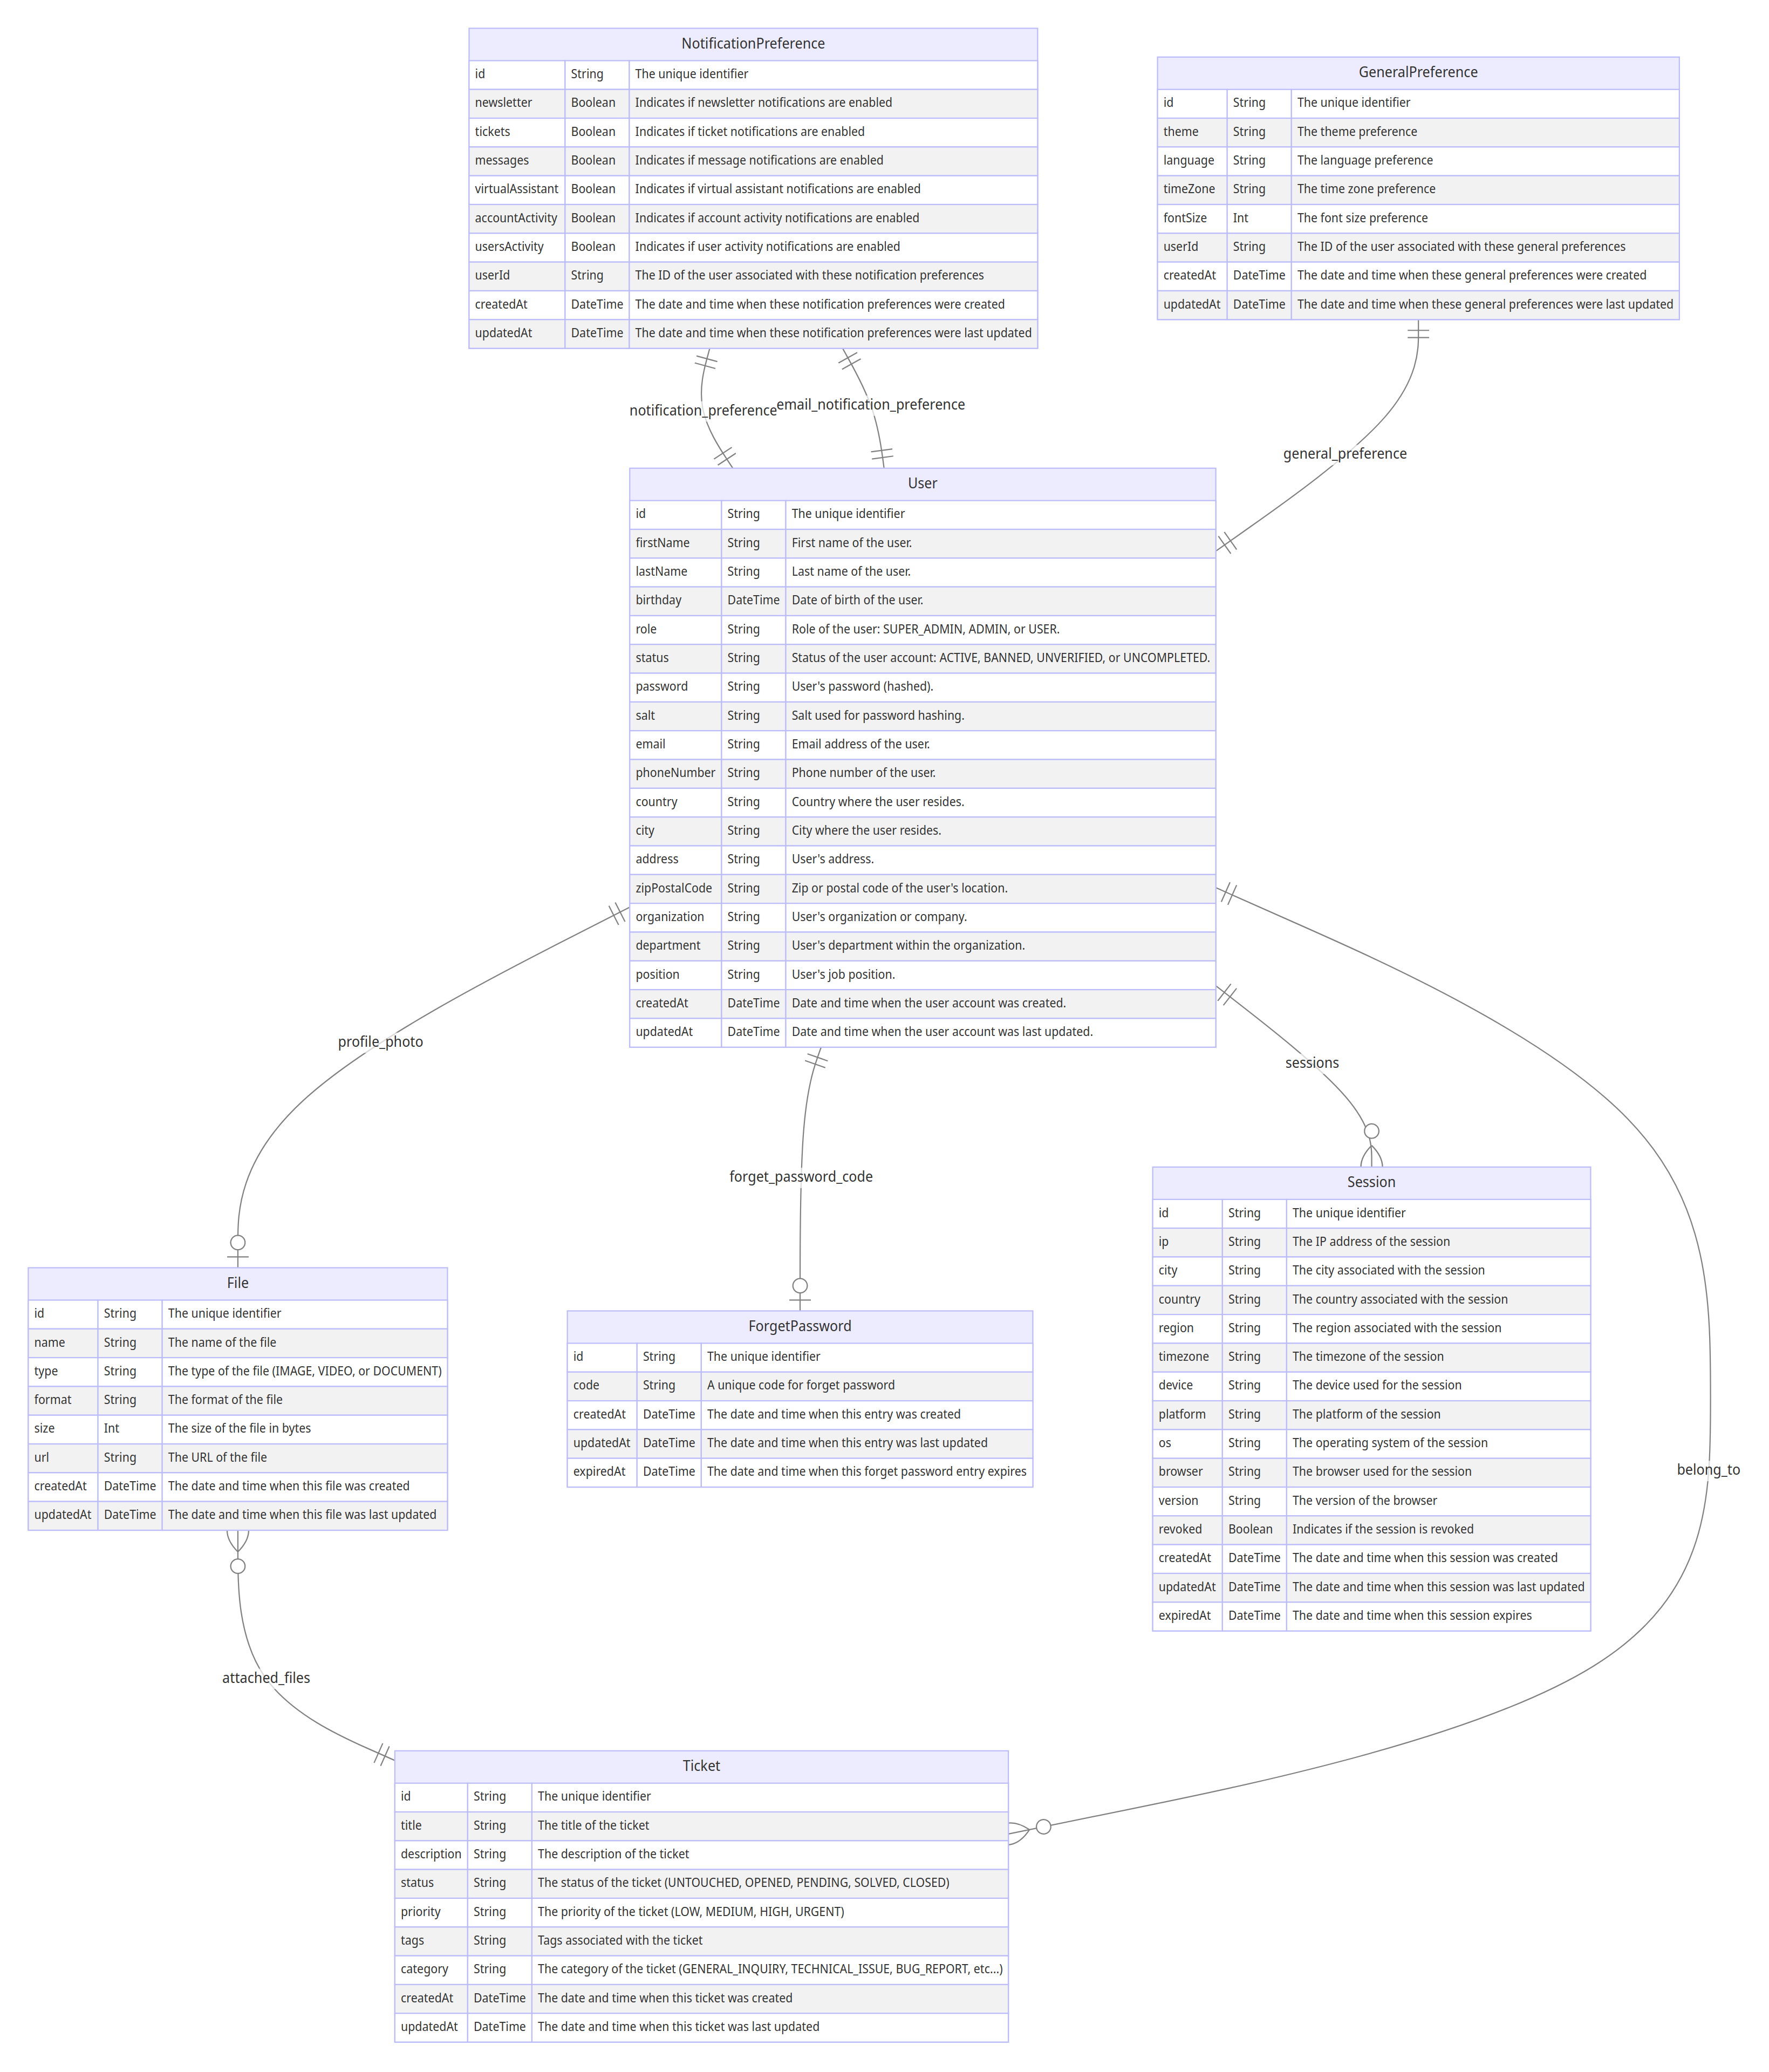 NotificationPreference
id String The unique identifier
newsletter Boolean Indicates if newsletter notifications are enabled
tickets Boolean Indicates if ticket notifications are enabled
messages Boolean Indicates if message notifications are enabled
virtualAssistant Boolean Indicates if virtual assistant notifications are enabled
accountActivity Boolean Indicates if account activity notifications are enabled
usersActivity Boolean Indicates if user activity notifications are enabled
userId String The ID of the user associated with these notification preferences
createdAt DateTime The date and time when these notification preferences were created
updatedAt DateTime The date and time when these notification preferences were last updated
GeneralPreference
id String The unique identifier
theme String The theme preference
language String The language preference
timeZone String The time zone preference
fontSize Int The font size preference
userId String The ID of the user associated with these general preferences
createdAt DateTime The date and time when these general preferences were created
updatedAt DateTime The date and time when these general preferences were last updated
notification_preference
email_notification_preference
general_preference
User
id String The unique identifier
firstName String First name of the user.
lastName String Last name of the user.
birthday DateTime Date of birth of the user.
role String Role of the user: SUPER_ADMIN, ADMIN, or USER.
status String Status of the user account: ACTIVE, BANNED, UNVERIFIED, or UNCOMPLETED.
password String User's password (hashed).
salt String Salt used for password hashing.
email String Email address of the user.
phoneNumber String Phone number of the user.
country String Country where the user resides.
city String City where the user resides.
address String User's address.
zipPostalCode String Zip or postal code of the user's location.
organization String User's organization or company.
department String User's department within the organization.
position String User's job position.
createdAt DateTime Date and time when the user account was created.
updatedAt DateTime Date and time when the user account was last updated.
profile_photo
forget_password_code
sessions
belong_to
File
id String The unique identifier
name String The name of the file
type String The type of the file (IMAGE, VIDEO, or DOCUMENT)
format String The format of the file
size Int The size of the file in bytes
url String The URL of the file
createdAt DateTime The date and time when this file was created
updatedAt DateTime The date and time when this file was last updated
ForgetPassword
id String The unique identifier
code String A unique code for forget password
createdAt DateTime The date and time when this entry was created
updatedAt DateTime The date and time when this entry was last updated
expiredAt DateTime The date and time when this forget password entry expires
Session
id String The unique identifier
ip String The IP address of the session
city String The city associated with the session
country String The country associated with the session
region String The region associated with the session
timezone String The timezone of the session
device String The device used for the session
platform String The platform of the session
os String The operating system of the session
browser String The browser used for the session
version String The version of the browser
revoked Boolean Indicates if the session is revoked
createdAt DateTime The date and time when this session was created
updatedAt DateTime The date and time when this session was last updated
expiredAt DateTime The date and time when this session expires
attached_files
Ticket
id String The unique identifier
title String The title of the ticket
description String The description of the ticket
status String The status of the ticket (UNTOUCHED, OPENED, PENDING, SOLVED, CLOSED)
priority String The priority of the ticket (LOW, MEDIUM, HIGH, URGENT)
tags String Tags associated with the ticket
category String The category of the ticket (GENERAL_INQUIRY, TECHNICAL_ISSUE, BUG_REPORT, etc...)
createdAt DateTime The date and time when this ticket was created
updatedAt DateTime The date and time when this ticket was last updated